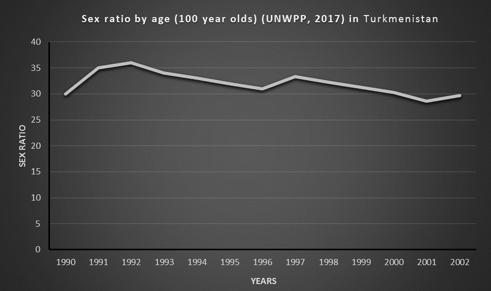 Sex ratio by age (100 year olds) (UNWPP, 2017) in Turkmenistan
40
35
30
25
20
15
10
5
0
SEX RATIO
1990 1991 1992 1993 1994 1995 1996 1997 1998 1999 2000 2001 2002
YEARS